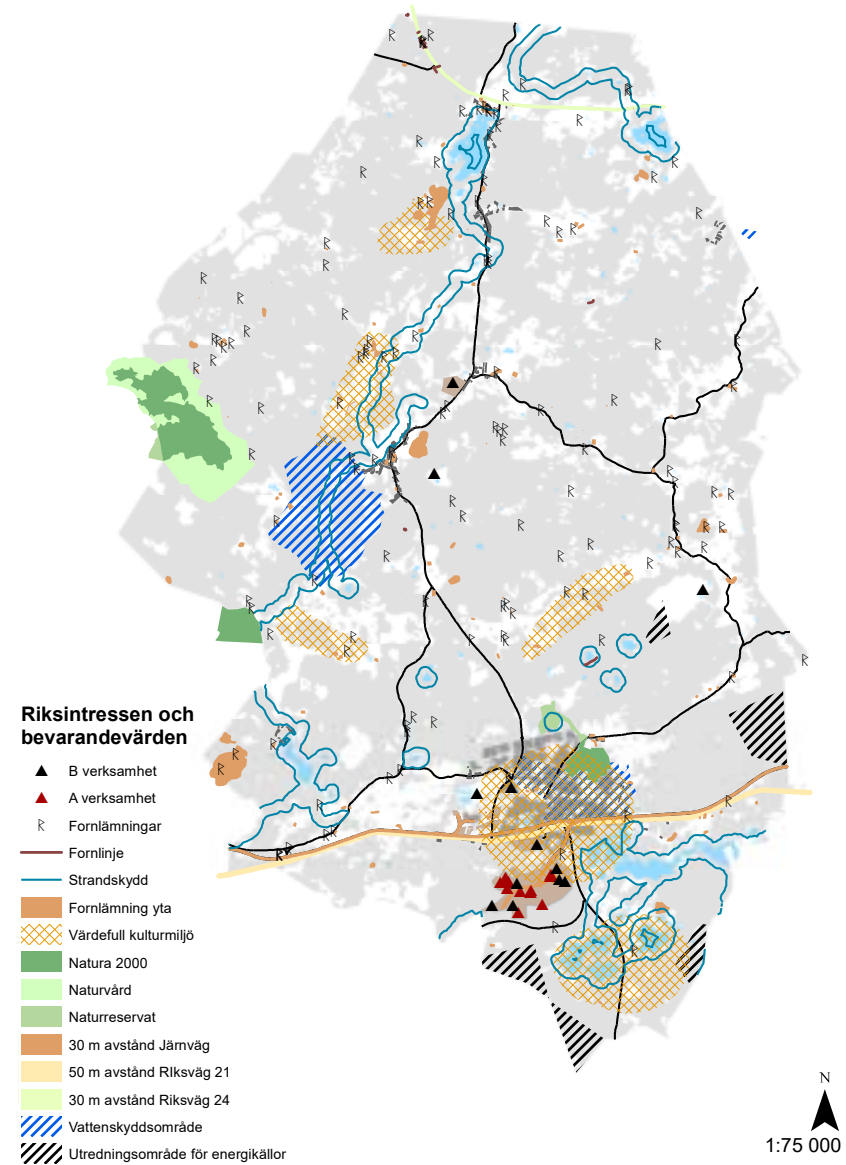 Riksintressen och
bevarandevärden
B verksamhet
A verksamhet
R Fornlämningar
Fornlinje
Strandskydd
Fornlämning yta
Värdefull kulturmiljö
Natura 2000
Naturvård
Naturreservat
30 m avstånd Järnväg
50 m avstånd RIksväg 21
30 m avstånd Riksväg 24
Vattenskyddsområde
Utredningsområde för energikällor
N
1:75 000